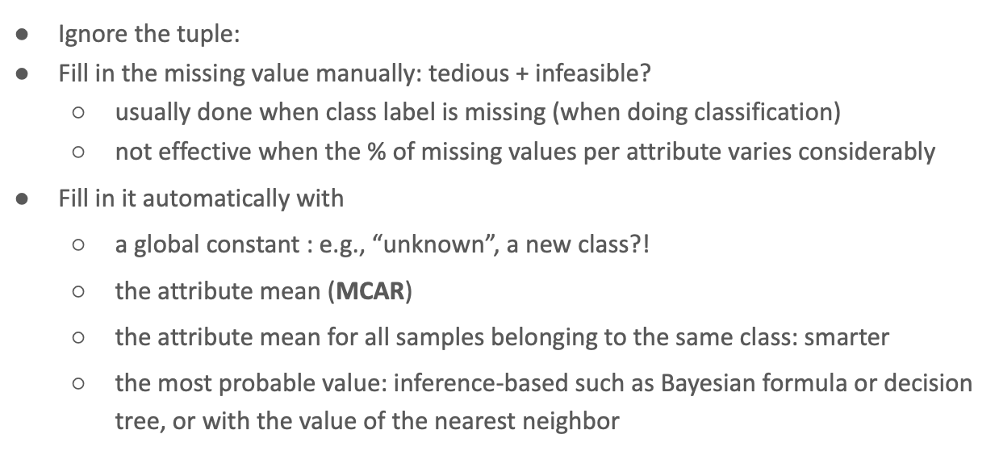 ● Ignore the tuple:
● Fill in the missing value manually: tedious + infeasible?
○ usually done when class label is missing (when doing classification)
○ not effective when the % of missing values per attribute varies considerably
● Fill in it automatically with
○ a global constant : e.g., “unknown”, a new class?!
○ the attribute mean (MCAR)
○ the attribute mean for all samples belonging to the same class: smarter
○ the most probable value: inference-based such as Bayesian formula or decision
tree, or with the value of the nearest neighbor